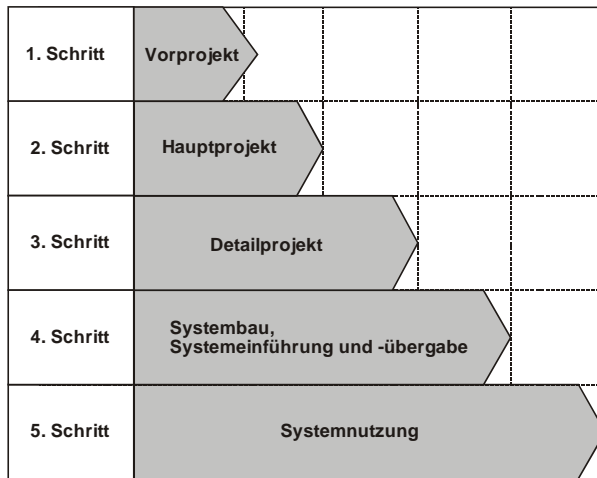 1. Schritt
Vorprojekt
2. Schritt
Hauptprojekt
3. Schritt
Detailprojekt
4. Schritt
Systembau,
Systemeinführung und -übergabe
5. Schritt
Systemnutzung